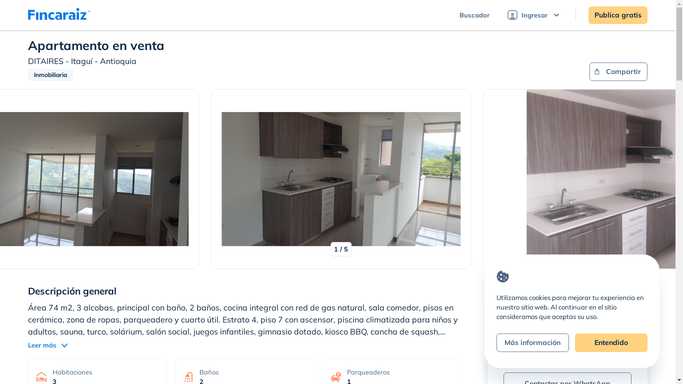 Fincaraiz
Buscador
Ingresar
Publica gratis
Apartamento en venta
DITAIRES - Itaguí - Antioquia
Inmobiliaria
Compartir
1 / 5
Descripción general
Área 74 m2, 3 alcobas, principal con baño, 2 baños, cocina integral con red de gas natural, sala comedor, pisos en
cerámica, zona de ropas, parqueadero y cuarto útil. Estrato 4, piso 7 con ascensor, piscina climatizada para niños y
adultos, sauna, turco, solárium, salón social, juegos infantiles, gimnasio dotado, kiosco BBQ, cancha de squash,...
Leer más
Habitaciones
3
Baños
2
Parqueaderos
1
Utilizamos cookies para mejorar tu experiencia en
nuestro sitio web. Al continuar en el sitio
consideramos que aceptas su uso.
Más información
Entendido
Contactar por WhatsApp